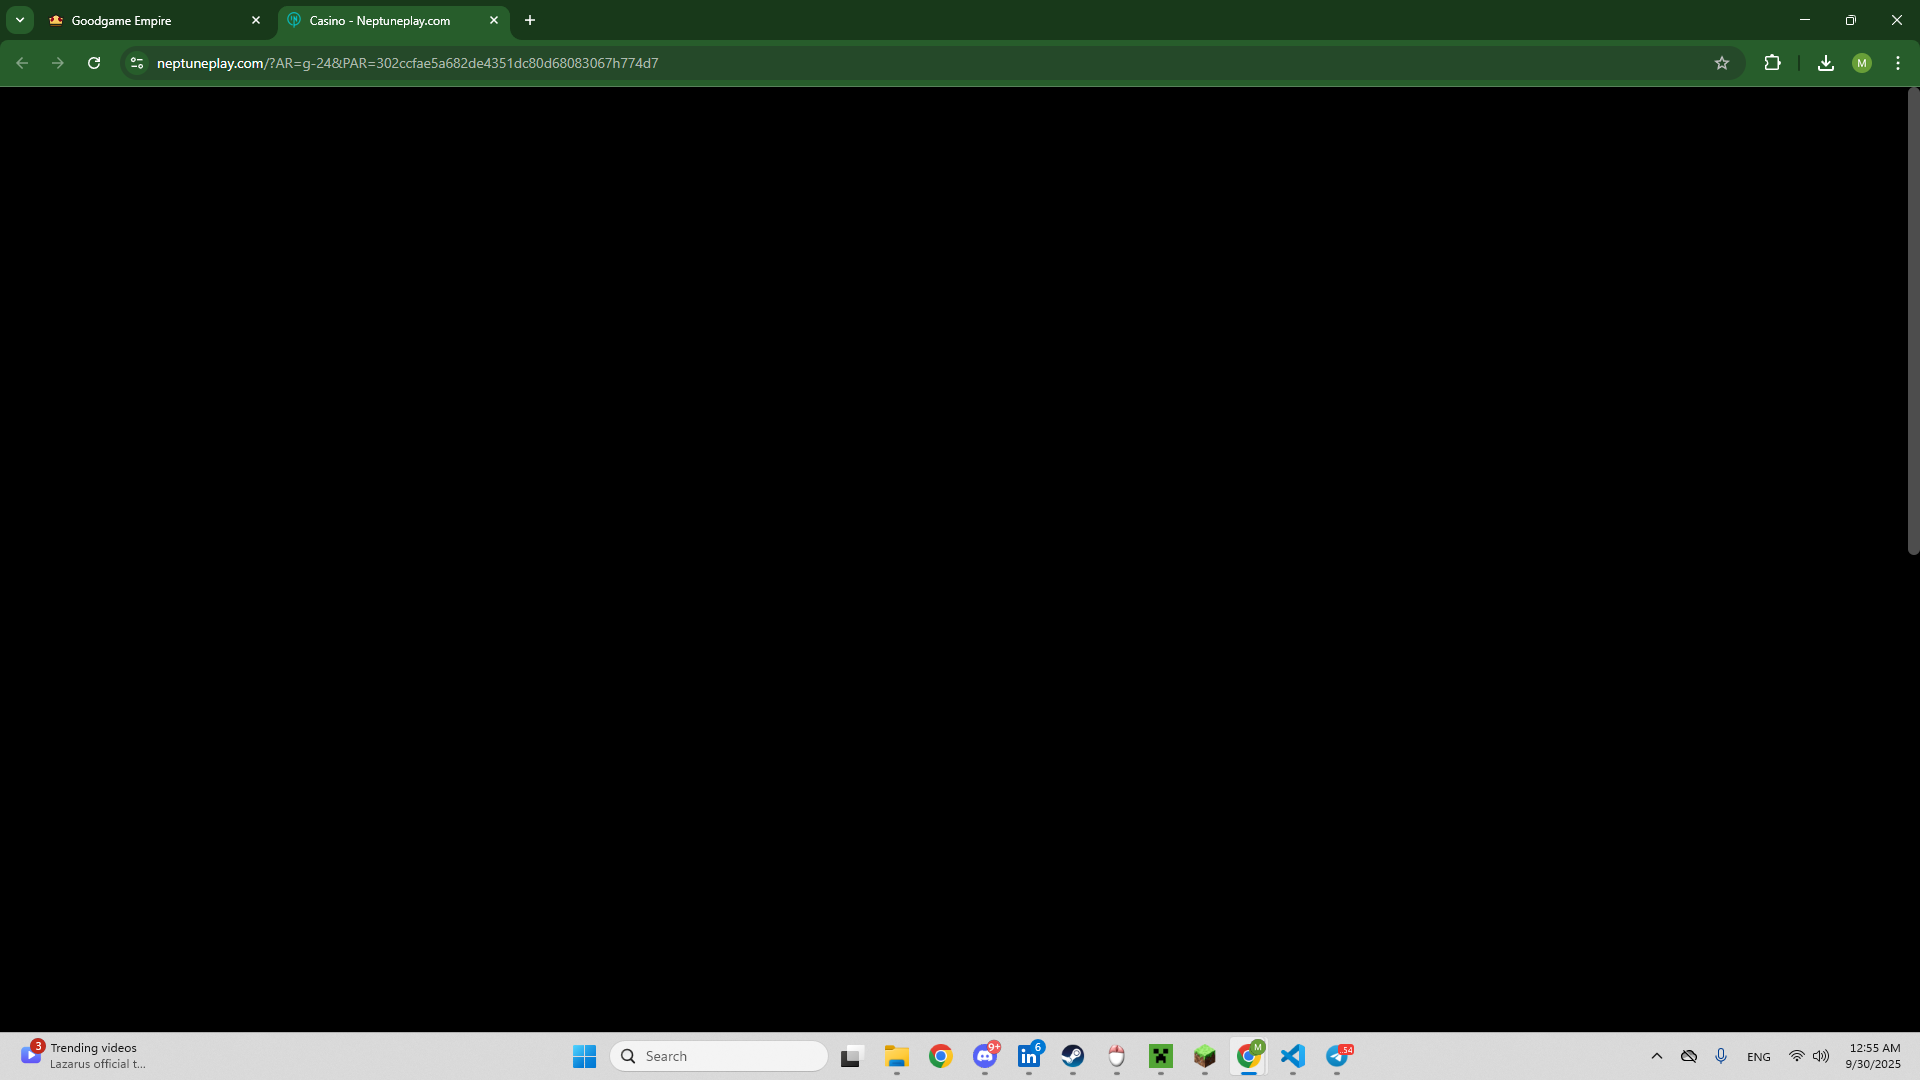 Goodgame Empire
Casino - Neptuneplay.com
neptuneplay.com/?AR=g-24&PAR=302ccfae5a682de4351dc80d68083067h774d7
M
3
Trending videos
Lazarus official t...
Search
9+
in
6
M
54
ENG
12:55 AM
9/30/2025